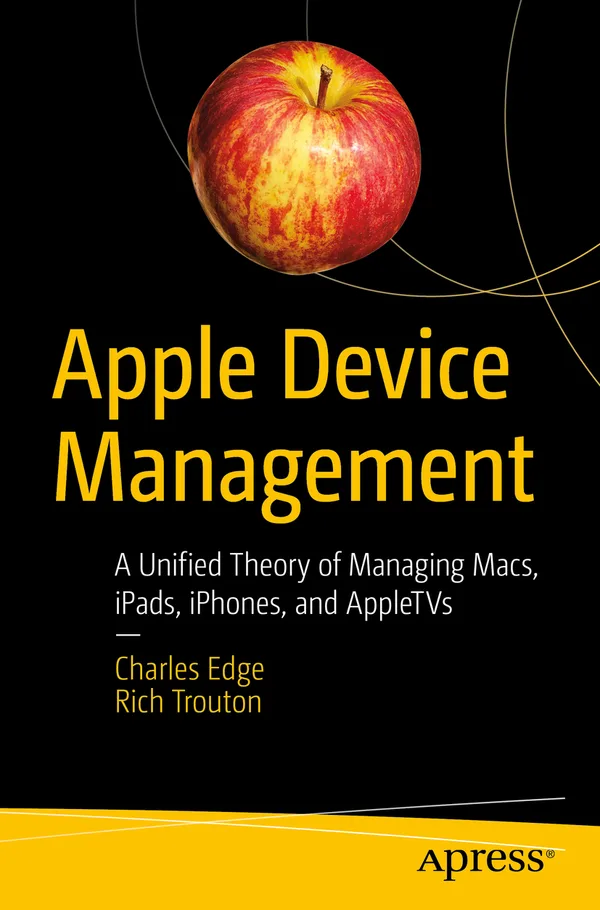 Apple Device
Management
A Unified Theory of Managing Macs,
iPads, iPhones, and AppleTVs
Charles Edge
Rich Trouton
Apress®